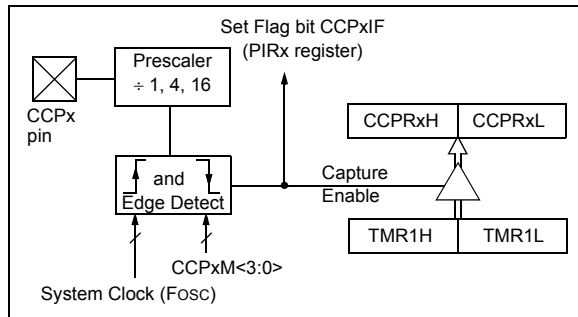 Set Flag bit CCPxIF
(PIRx register)
Prescaler
÷ 1, 4, 16
CCPx
pin
CCPRxH CCPRxL
and
Edge Detect
Capture
Enable
TMR1H TMR1L
CCPxM<3:0>
System Clock (FOSC)